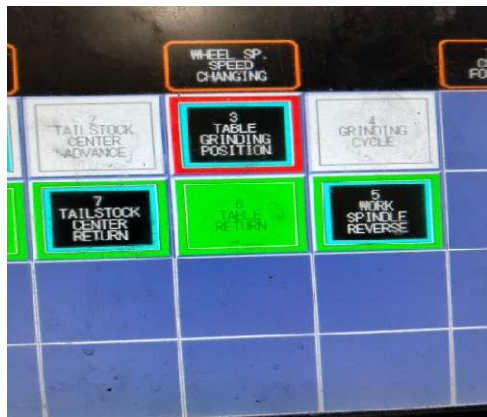 WHEEL SP.
SPEED
CHANGING
2
TAILSTOCK
CENTER
ADVANCE
3
TABLE
GRINDING
POSITION
4
GRINDING
CYCLE
7
TAILSTOCK
CENTER
RETURN
6
TABLE
RETURN
5
WORK
SPINDLE
REVERSE